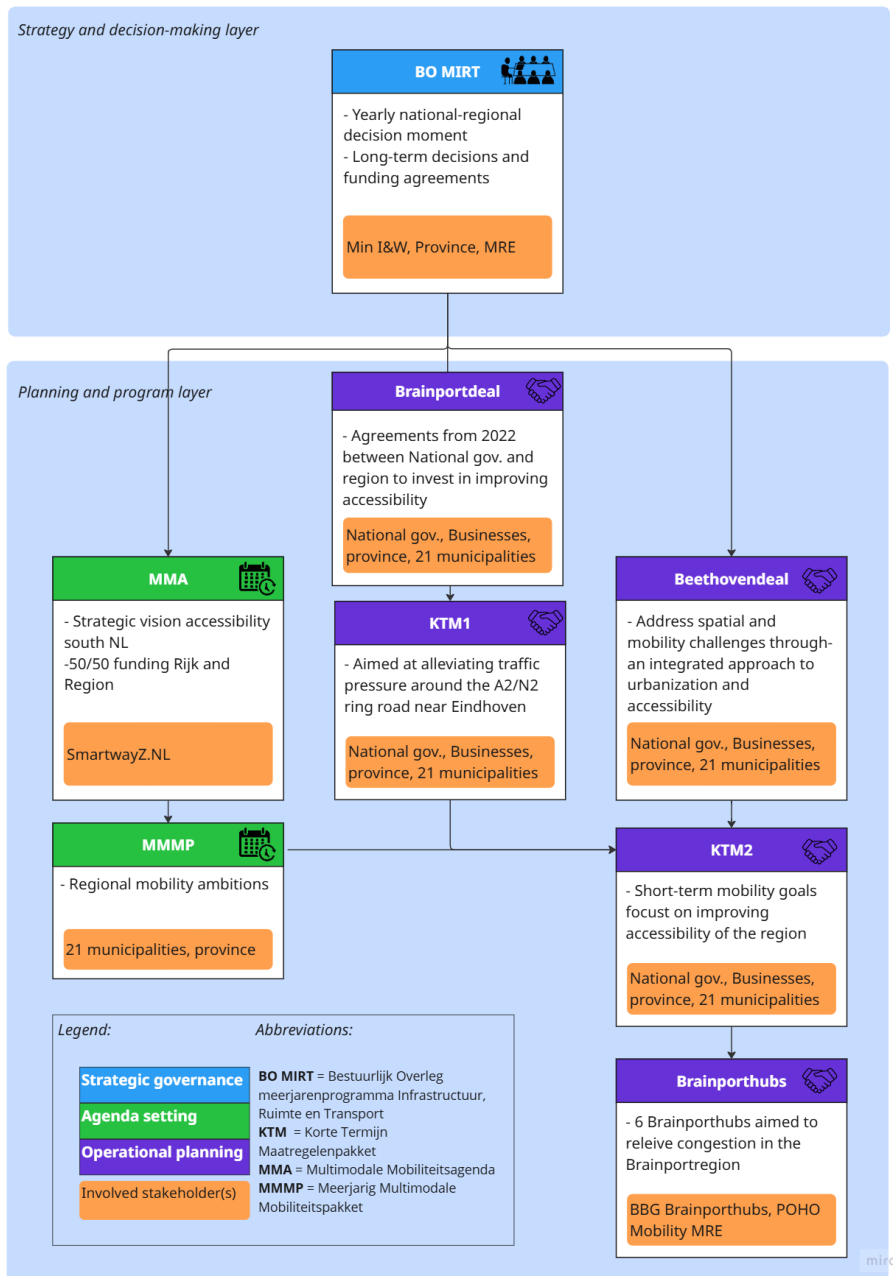 Strategy and decision-making layer
BO MIRT
- Yearly national-regional
decision moment
- Long-term decisions and
funding agreements
Min I&W, Province, MRE
Planning and program layer
Brainportdeal
- Agreements from 2022
between National gov. and
region to invest in improving
accessibility
National gov., Businesses,
province, 21 municipalities
MMA
- Strategic vision accessibility
south NL
-50/50 funding Rijk and
Region
SmartwayZ.NL
KTM1
- Aimed at alleviating traffic
pressure around the A2/N2
ring road near Eindhoven
National gov., Businesses,
province, 21 municipalities
Beethovendeal
- Address spatial and
mobility challenges through-
an integrated approach to
urbanization and
accessibility
National gov., Businesses,
province, 21 municipalities
MMMP
- Regional mobility ambitions
21 municipalities, province
KTM2
- Short-term mobility goals
focus on improving
accessibility of the region
National gov., Businesses,
province, 21 municipalities
Brainporthubs
- 6 Brainporthubs aimed to
releive congestion in the
Brainportregion
BBG Brainporthubs, POHO
Mobility MRE
Legend:
Strategic governance
Agenda setting
Operational planning
Involved stakeholder(s)
Abbreviations:
BO MIRT = Bestuurlijk Overleg
meerjarenprogramma Infrastructuur,
Ruimte en Transport
KTM = Korte Termijn
Maatregelenpakket
MMA = Multimodale Mobiliteitsagenda
MMMP = Meerjarig Multimodale
Mobiliteitspakket